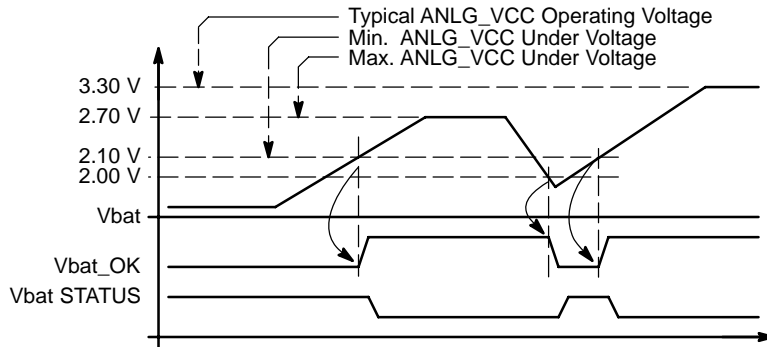 Typical ANLG_VCC Operating Voltage
Min. ANLG_VCC Under Voltage
Max. ANLG_VCC Under Voltage
3.30 V
2.70 V
2.10 V
2.00 V
Vbat
Vbat_OK
Vbat STATUS